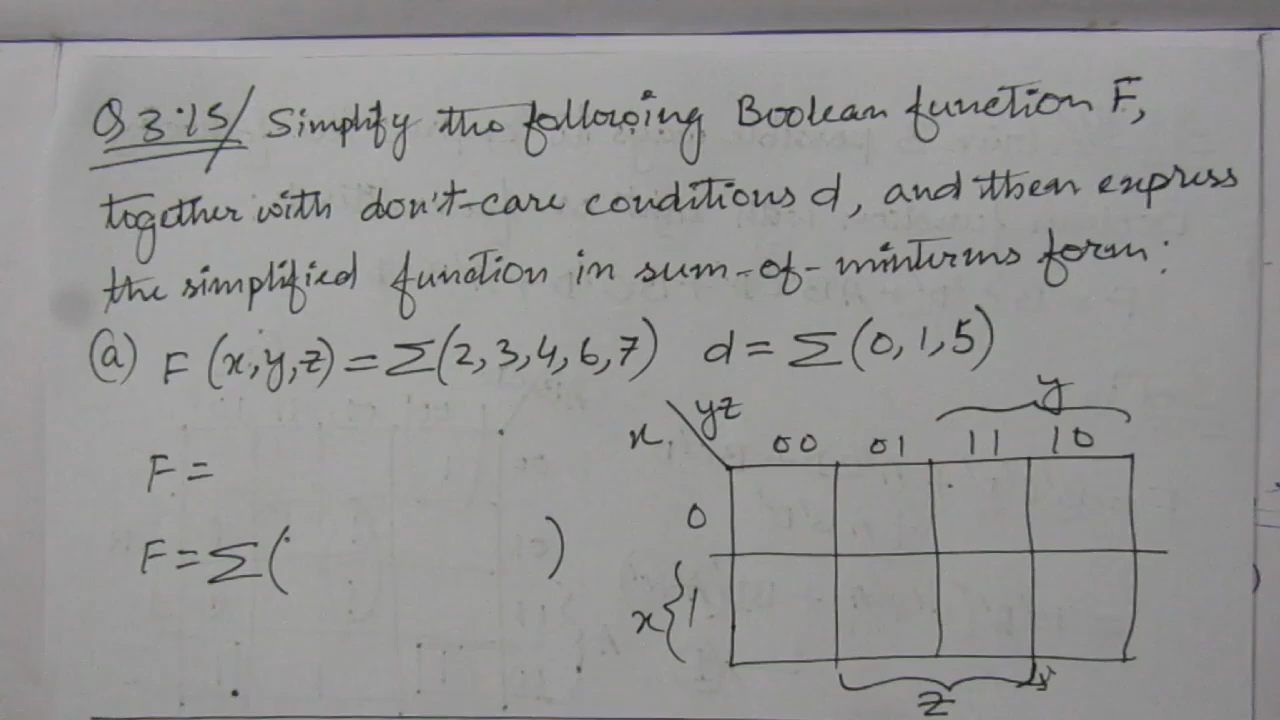 Q 3.15/ Simplify the following Boolean function F,
together with don't-care conditions d, and then express
the simplified function in sum-of-minterms form:
(a) F (x,y,z) = Σ(2,3,4,6,7) d = Σ(0,1,5)
y
x yz 00 01 11 10
F =
0
F = Σ( )
x { 1
z